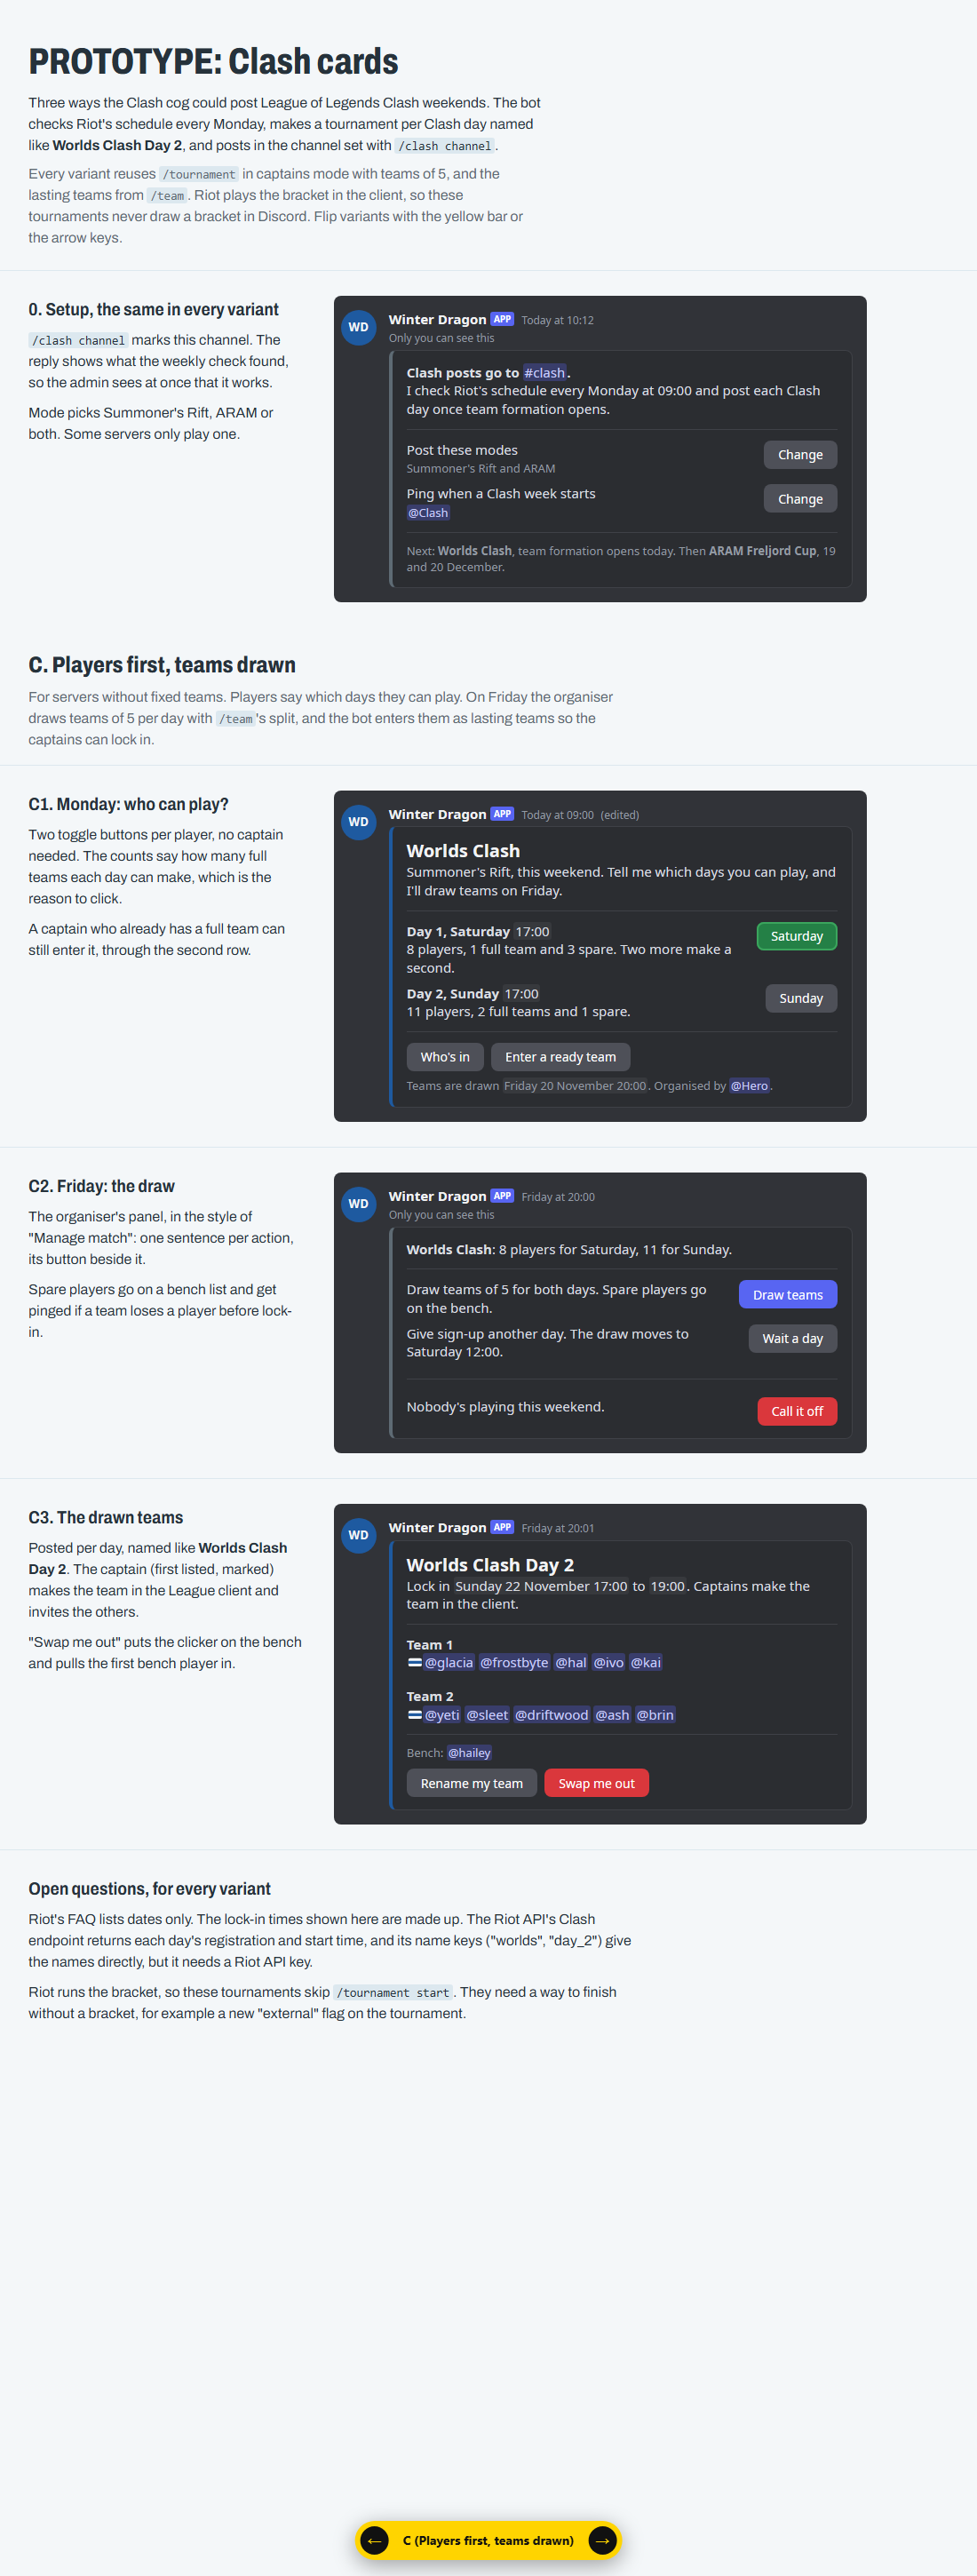 PROTOTYPE: Clash cards
Three ways the Clash cog could post League of Legends Clash weekends. The bot
checks Riot's schedule every Monday, makes a tournament per Clash day named
like Worlds Clash Day 2, and posts in the channel set with /clash channel.
Every variant reuses /tournament in captains mode with teams of 5, and the
lasting teams from /team. Riot plays the bracket in the client, so these
tournaments never draw a bracket in Discord. Flip variants with the yellow bar or
the arrow keys.
0. Setup, the same in every variant
/clash channel marks this channel. The
reply shows what the weekly check found,
so the admin sees at once that it works.
Mode picks Summoner's Rift, ARAM or
both. Some servers only play one.
WD
Winter Dragon APP Today at 10:12
Only you can see this
Clash posts go to #clash.
I check Riot's schedule every Monday at 09:00 and post each Clash
day once team formation opens.
Post these modes
Summoner's Rift and ARAM
Change
Ping when a Clash week starts
@Clash
Change
Next: Worlds Clash, team formation opens today. Then ARAM Freljord Cup, 19
and 20 December.
C. Players first, teams drawn
For servers without fixed teams. Players say which days they can play. On Friday the organiser
draws teams of 5 per day with /team's split, and the bot enters them as lasting teams so the
captains can lock in.
C1. Monday: who can play?
Two toggle buttons per player, no captain
needed. The counts say how many full
teams each day can make, which is the
reason to click.
A captain who already has a full team can
still enter it, through the second row.
WD
Winter Dragon APP Today at 09:00 (edited)
Worlds Clash
Summoner's Rift, this weekend. Tell me which days you can play, and
I'll draw teams on Friday.
Day 1, Saturday 17:00
8 players, 1 full team and 3 spare. Two more make a
second.
Saturday
Day 2, Sunday 17:00
11 players, 2 full teams and 1 spare.
Sunday
Who's in Enter a ready team
Teams are drawn Friday 20 November 20:00. Organised by @Hero.
C2. Friday: the draw
The organiser's panel, in the style of
"Manage match": one sentence per action,
its button beside it.
Spare players go on a bench list and get
pinged if a team loses a player before lock-
in.
WD
Winter Dragon APP Friday at 20:00
Only you can see this
Worlds Clash: 8 players for Saturday, 11 for Sunday.
Draw teams of 5 for both days. Spare players go
on the bench.
Draw teams
Give sign-up another day. The draw moves to
Saturday 12:00.
Wait a day
Nobody's playing this weekend.
Call it off
C3. The drawn teams
Posted per day, named like Worlds Clash
Day 2. The captain (first listed, marked)
makes the team in the League client and
invites the others.
"Swap me out" puts the clicker on the bench
and pulls the first bench player in.
WD
Winter Dragon APP Friday at 20:01
Worlds Clash Day 2
Lock in Sunday 22 November 17:00 to 19:00. Captains make the
team in the client.
Team 1
@glacia @frostbyte @hal @ivo @kai
Team 2
@yeti @sleet @driftwood @ash @brin
Bench: @hailey
Rename my team Swap me out
Open questions, for every variant
Riot's FAQ lists dates only. The lock-in times shown here are made up. The Riot API's Clash
endpoint returns each day's registration and start time, and its name keys ("worlds", "day_2") give
the names directly, but it needs a Riot API key.
Riot runs the bracket, so these tournaments skip /tournament start. They need a way to finish
without a bracket, for example a new "external" flag on the tournament.
← C (Players first, teams drawn) →